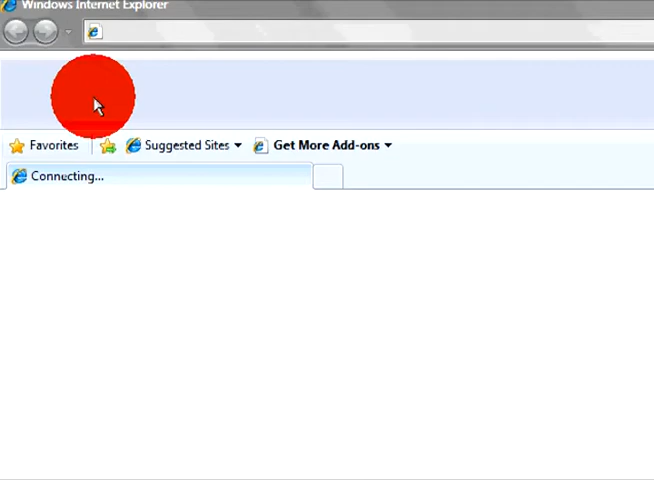 Windows Internet Explorer
Favorites Suggested Sites Get More Add-ons
Connecting...